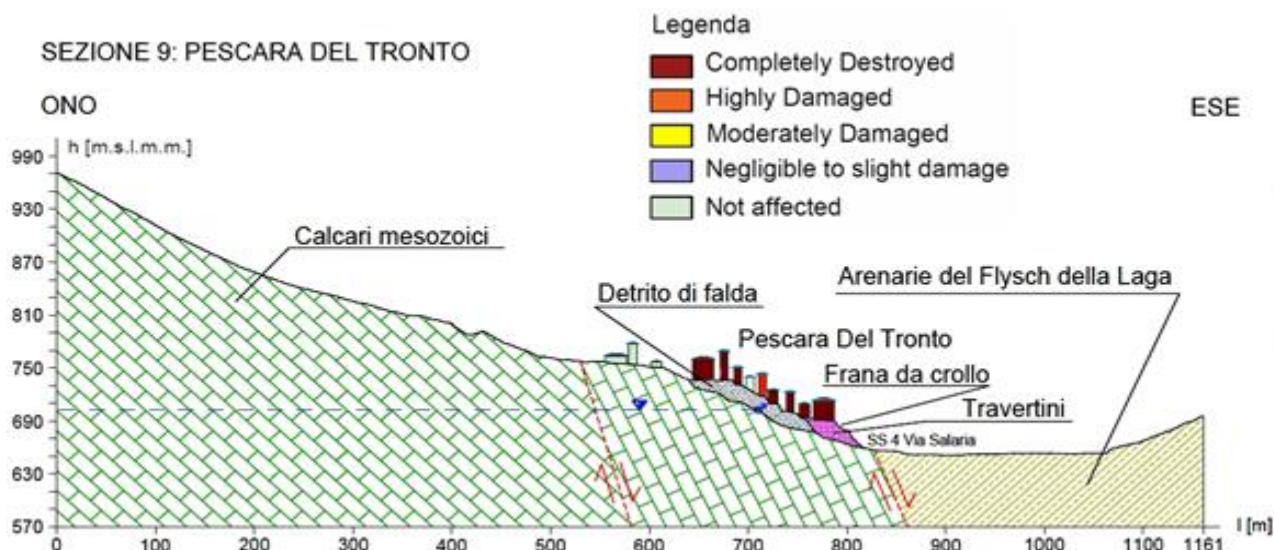 Legenda
SEZIONE 9: PESCARA DEL TRONTO
Completely Destroyed
Highly Damaged
ONO
ESE
Moderately Damaged
h [m.s.l.m.m.]
990
Negligible to slight damage
930
Not affected
Calcari mesozoici
870
Arenarie del Flysch della Laga
Detrito di falda
810
Pescara Del Tronto
750
Frana da crollo
Travertini
690
SS 4 Via Salaria
630
570
l [m]
0 100 200 300 400 500 600 700 800 900 1000 1100 1161